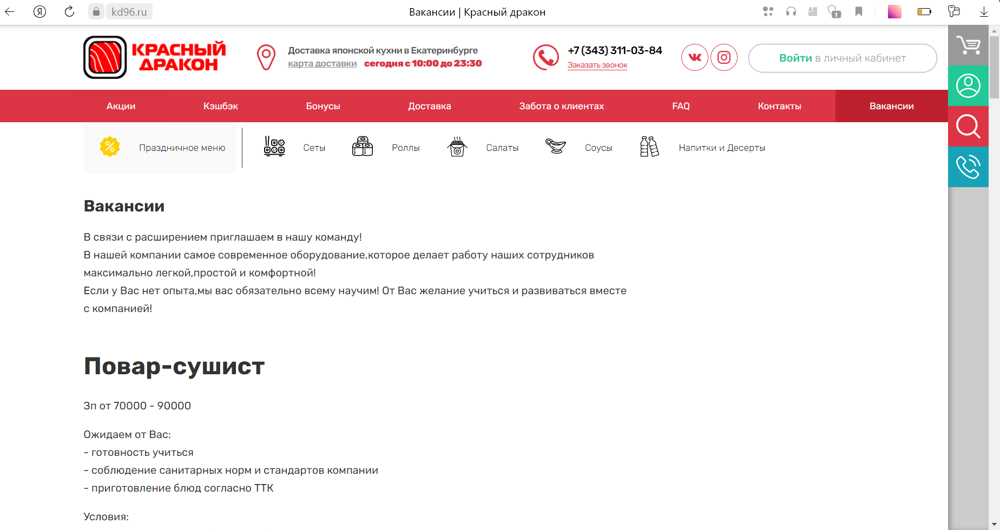 kd96.ru
Вакансии | Красный дракон
1
КРАСНЫЙ
ДРАКОН
Доставка японской кухни в Екатеринбурге
карта доставки сегодня с 10:00 до 23:30
+7 (343) 311-03-84
Заказать звонок
Войти в личный кабинет
Акции Кэшбэк Бонусы Доставка Забота о клиентах FAQ Контакты Вакансии
Праздничное меню Сеты Роллы Салаты Соусы Напитки и Десерты
Вакансии
В связи с расширением приглашаем в нашу команду!
В нашей компании самое современное оборудование,которое делает работу наших сотрудников
максимально легкой,простой и комфортной!
Если у Вас нет опыта,мы вас обязательно всему научим! От Вас желание учиться и развиваться вместе
с компанией!
Повар-сушист
Зп от 70000 - 90000
Ожидаем от Вас:
- готовность учиться
- соблюдение санитарных норм и стандартов компании
- приготовление блюд согласно ТТК
Условия: